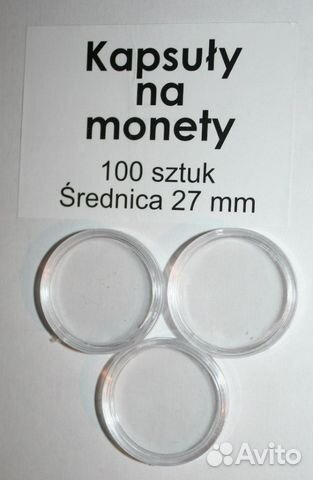 Kapsuły
na
monety
100 sztuk
Średnica 27 mm
Avito